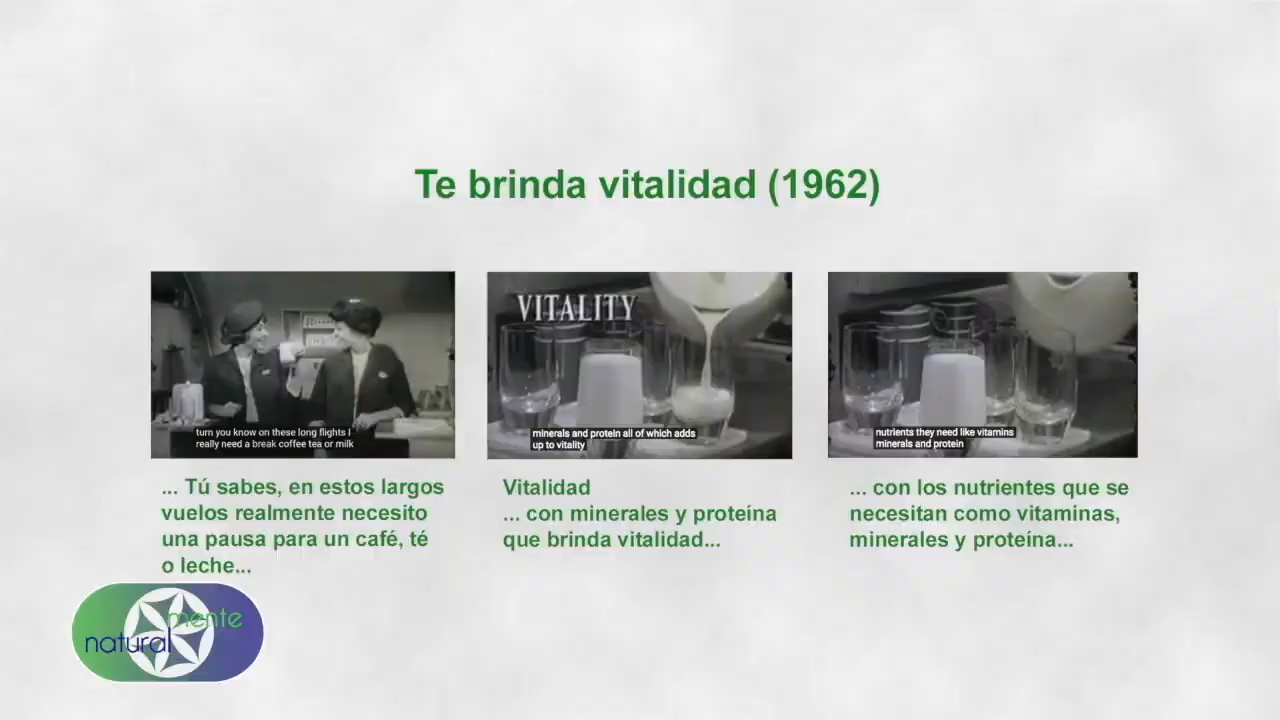 Te brinda vitalidad (1962)
turn you know on these long flights I
really need a break coffee tea or milk
VITALITY
minerals and protein all of which adds
up to vitality
nutrients they need like vitamins
minerals and protein
... Tú sabes, en estos largos
vuelos realmente necesito
una pausa para un café, té
o leche...
Vitalidad
... con minerales y proteína
que brinda vitalidad...
... con los nutrientes que se
necesitan como vitaminas,
minerales y proteína...
mente
natural